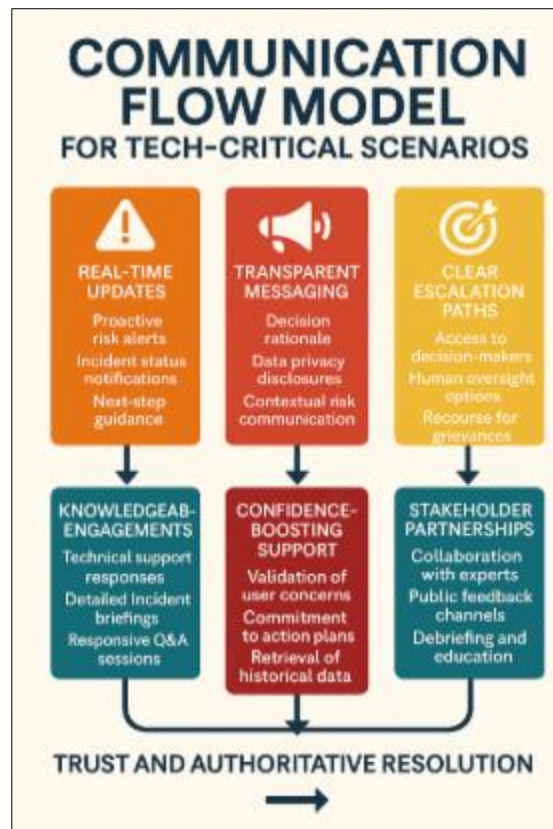 COMMUNICATION
FLOW MODEL
FOR TECH-CRITICAL SCENARIOS
REAL-TIME
UPDATES
Proactive
risk alerts
Incident status
notifications
Next-step
guidance
TRANSPARENT
MESSAGING
Decision
rationale
Data privacy
disclosures
Contextual risk
communication
CLEAR
ESCALATION
PATHS
Access to
decision-makers
Human oversight
options
Recourse for
grievances
KNOWLEDGEAB-
ENGAGEMENTS
Technical support
responses
Detailed Incident
briefings
Responsive Q&A
sessions
CONFIDENCE-
BOOSTING
SUPPORT
Validation of
user concerns
Commitment
to action plans
Retrieval of
historical data
STAKEHOLDER
PARTNERSHIPS
Collaboration
with experts
Public feedback
channels
Debriefing and
education
TRUST AND AUTHORITATIVE RESOLUTION